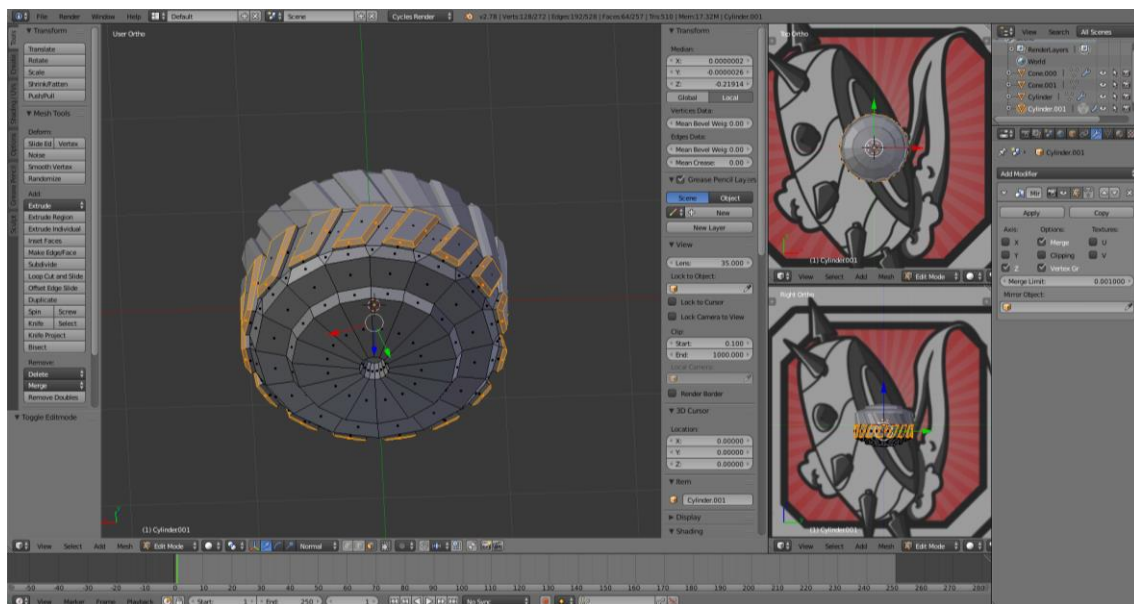 File Render Window Help Default Scene Cycles Render v2.78 | Verts:128/272 | Edges:192/528 | Faces:64/257 | Tris:510 | Mem:17.32M | Cylinder.001
Tools
Create
Options
Grease Pencil
Transform
Translate
Rotate
Scale
Shrink/Fatten
Push/Pull
Mesh Tools
Deform:
Slide Ed Vertex
Noise
Smooth Vertex
Randomize
Add:
Extrude
Extrude Region
Extrude Individual
Inset Faces
Make Edge/Face
Subdivide
Loop Cut and Slide
Offset Edge Slide
Duplicate
Spin Screw
Knife Select
Knife Project
Bisect
Remove:
Delete
Merge
Remove Doubles
Toggle Editmode
User Ortho
(1) Cylinder.001
View Select Add Mesh Edit Mode Normal
Transform
Median:
X: 0.0000002
Y: -0.0000026
Z: -0.21914
Global Local
Vertices Data:
Mean Bevel Weig: 0.00
Edges Data:
Mean Bevel Weig: 0.00
Mean Crease: 0.00
Grease Pencil Layers
Scene Object
New
New Layer
View
Lens: 35.000
Lock to Object:
Lock to Cursor
Lock Camera to View
Clip:
Start: 0.100
End: 1000.000
Local Camera:
Render Border
3D Cursor
Location:
X: 0.00000
Y: 0.00000
Z: 0.00000
Item
Cylinder.001
Display
Shading
Top Ortho
(1) Cylinder.001
View Select Add Mesh Edit Mode
Right Ortho
(1) Cylinder.001
View Select Add Mesh Edit Mode
View Search All Scenes
RenderLayers
World
Cone.000
Cone.001
Cylinder
Cylinder.001
Cylinder.001
Add Modifier
Mir
Apply Copy
Axis: Options: Textures:
X Merge U
Y Clipping V
Z Vertex Gr
Merge Limit: 0.001000
Mirror Object:
-50 -40 -30 -20 -10 0 10 20 30 40 50 60 70 80 90 100 110 120 130 140 150 160 170 180 190 200 210 220 230 240 250 260 270 280
View Marker Frame Playback Start: 1 End: 250 1 No Sync